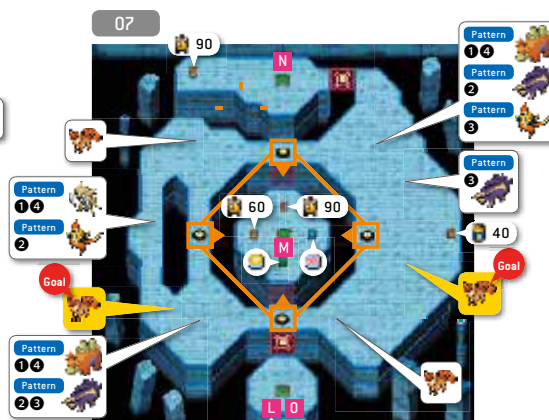 07
90
N
Pattern
❶❹
Pattern
❷
Pattern
❸
Pattern
❸
Pattern
❶❹
Pattern
❷
60
90
40
M
Goal
Goal
Pattern
❶❹
Pattern
❷❸
L O